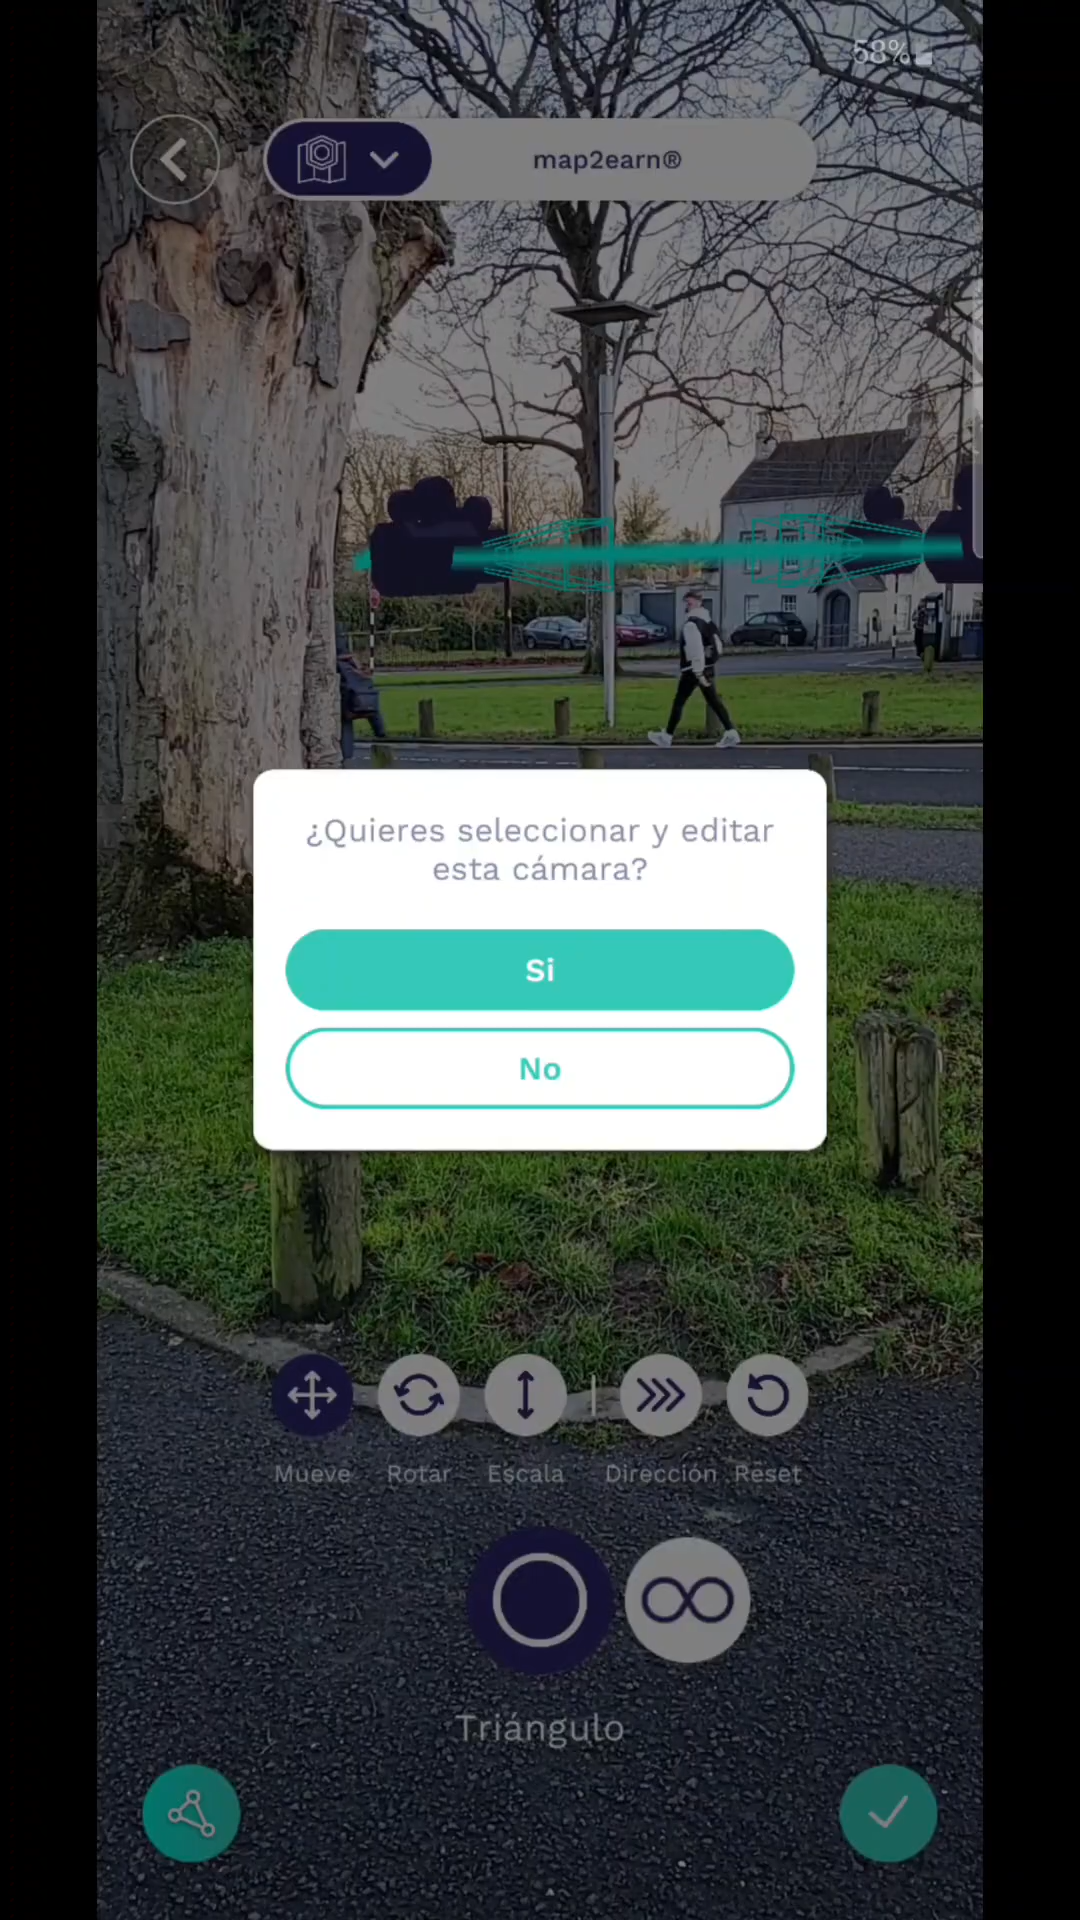 58%
map2earn®
¿Quieres seleccionar y editar
esta cámara?
Si
No
Mueve Rotar Escala Dirección Reset
Triángulo